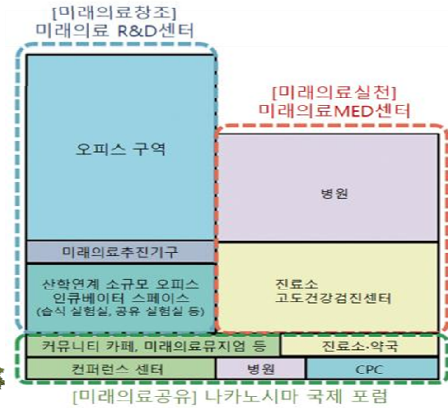 [미래의료창조]
미래의료 R&D센터
[미래의료실천]
미래의료MED센터
오피스 구역
병원
미래의료추진기구
산학연계 소규모 오피스
인큐베이터 스페이스
(습식 실험실, 공유 실험실 등)
진료소
고도건강검진센터
커뮤니티 카페, 미래의료뮤지엄 등
진료소·약국
컨퍼런스 센터
병원
CPC
[미래의료공유] 나카노시마 국제 포럼